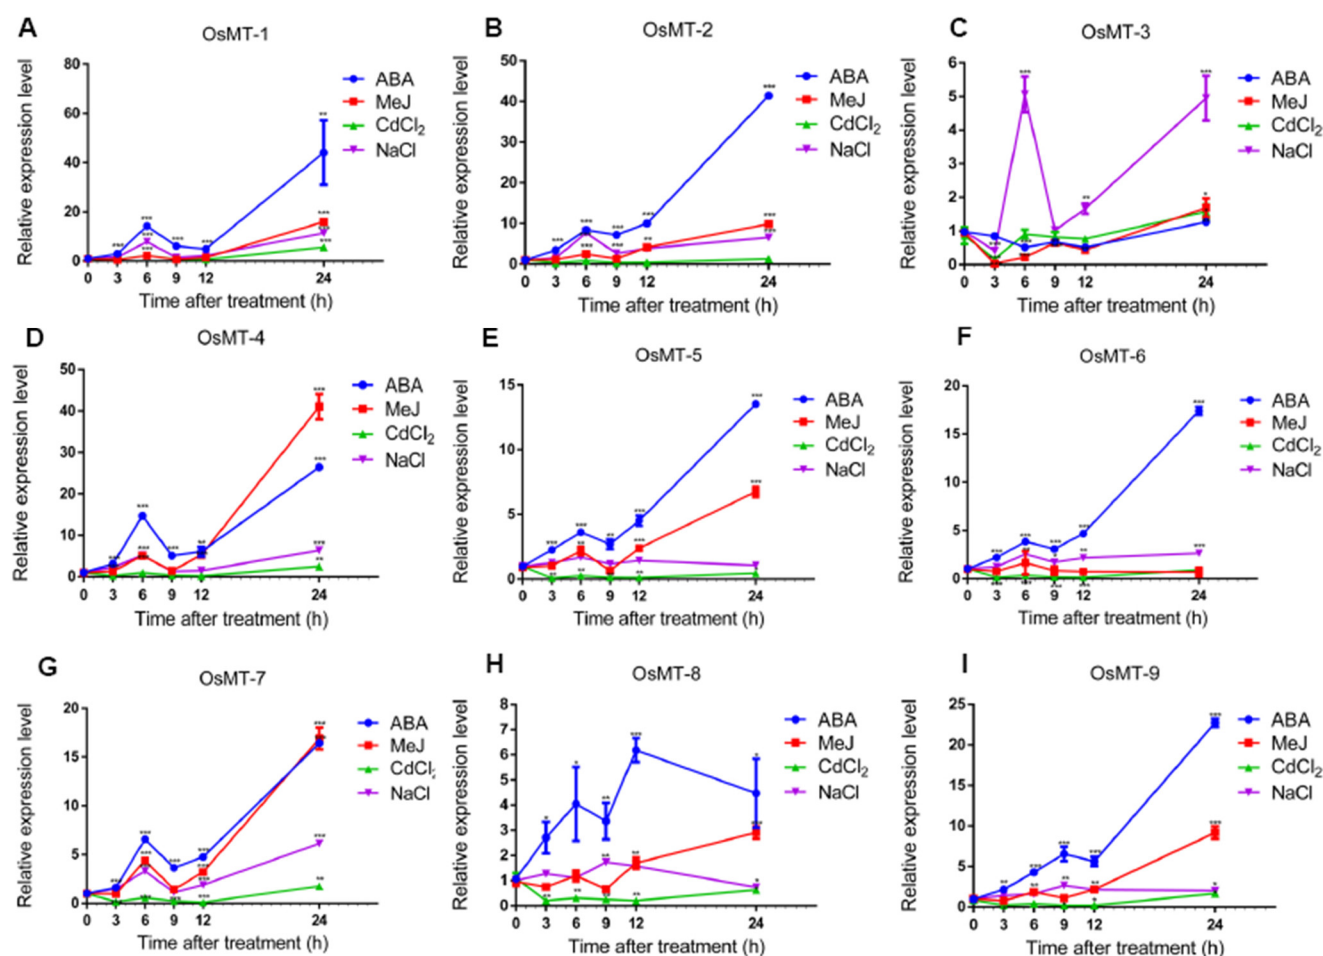 A
OsMT-1
Relative expression level
80
60
40
20
0
0 3 6 9 12 24
Time after treatment (h)
ABA
MeJ
CdCl2
NaCl
B
OsMT-2
Relative expression level
50
40
30
20
10
0
0 3 6 9 12 24
Time after treatment (h)
ABA
MeJ
CdCl2
NaCl
C
OsMT-3
Relative expression level
6
5
4
3
2
1
0
0 3 6 9 12 24
Time after treatment (h)
ABA
MeJ
CdCl2
NaCl
D
OsMT-4
Relative expression level
50
40
30
20
10
0
0 3 6 9 12 24
Time after treatment (h)
ABA
MeJ
CdCl2
NaCl
E
OsMT-5
Relative expression level
15
10
5
0
0 3 6 9 12 24
Time after treatment (h)
ABA
MeJ
CdCl2
NaCl
F
OsMT-6
Relative expression level
20
15
10
5
0
0 3 6 9 12 24
Time after treatment (h)
ABA
MeJ
CdCl2
NaCl
G
OsMT-7
Relative expression level
20
15
10
5
0
0 3 6 9 12 24
Time after treatment (h)
ABA
MeJ
CdCl2
NaCl
H
OsMT-8
Relative expression level
8
7
6
5
4
3
2
1
0
0 3 6 9 12 24
Time after treatment (h)
ABA
MeJ
CdCl2
NaCl
I
OsMT-9
Relative expression level
25
20
15
10
5
0
0 3 6 9 12 24
Time after treatment (h)
ABA
MeJ
CdCl2
NaCl